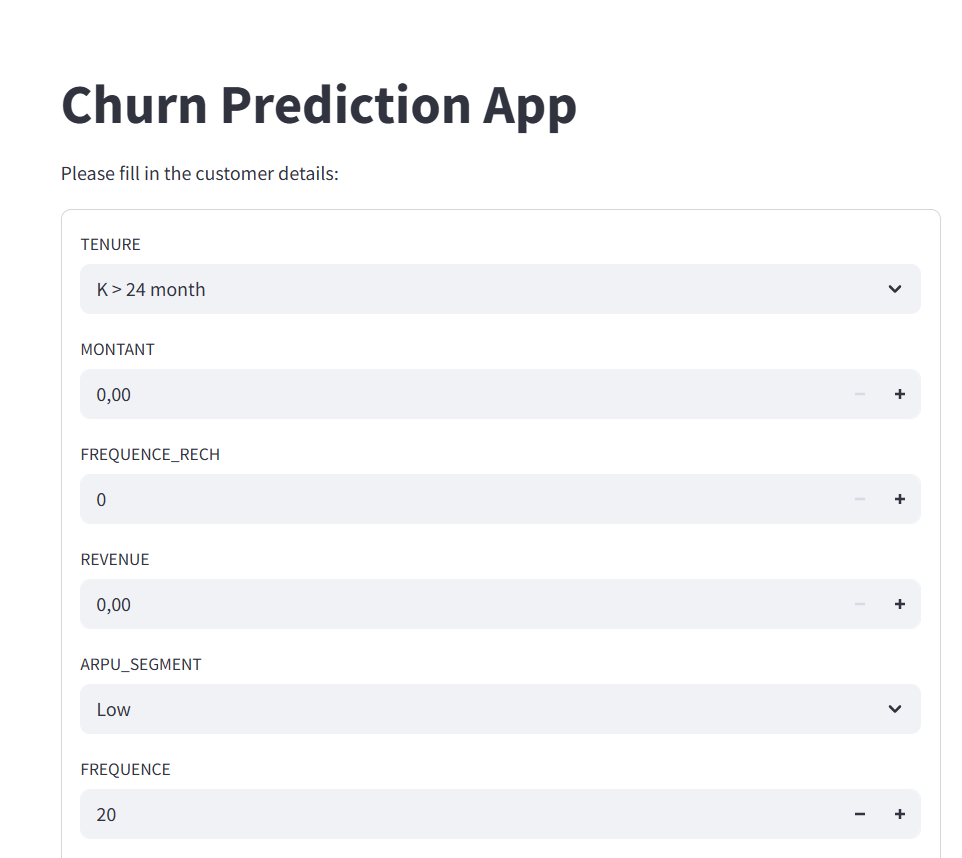 Churn Prediction App
Please fill in the customer details:
TENURE
K > 24 month
MONTANT
0,00
FREQUENCE_RECH
0
REVENUE
0,00
ARPU_SEGMENT
Low
FREQUENCE
20